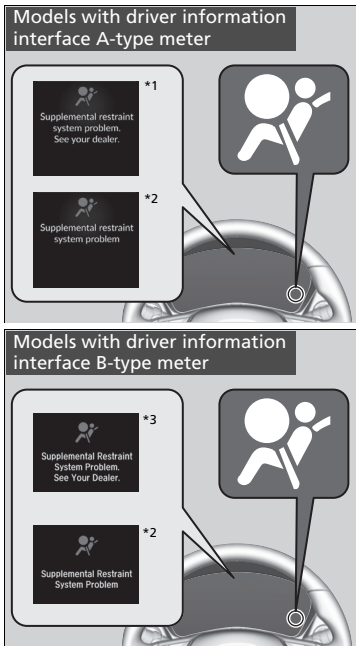 Models with driver information
interface A-type meter
*1
Supplemental restraint
system problem.
See your dealer.
*2
Supplemental restraint
system problem
Models with driver information
interface B-type meter
*3
Supplemental Restraint
System Problem.
See Your Dealer.
*2
Supplemental Restraint
System Problem